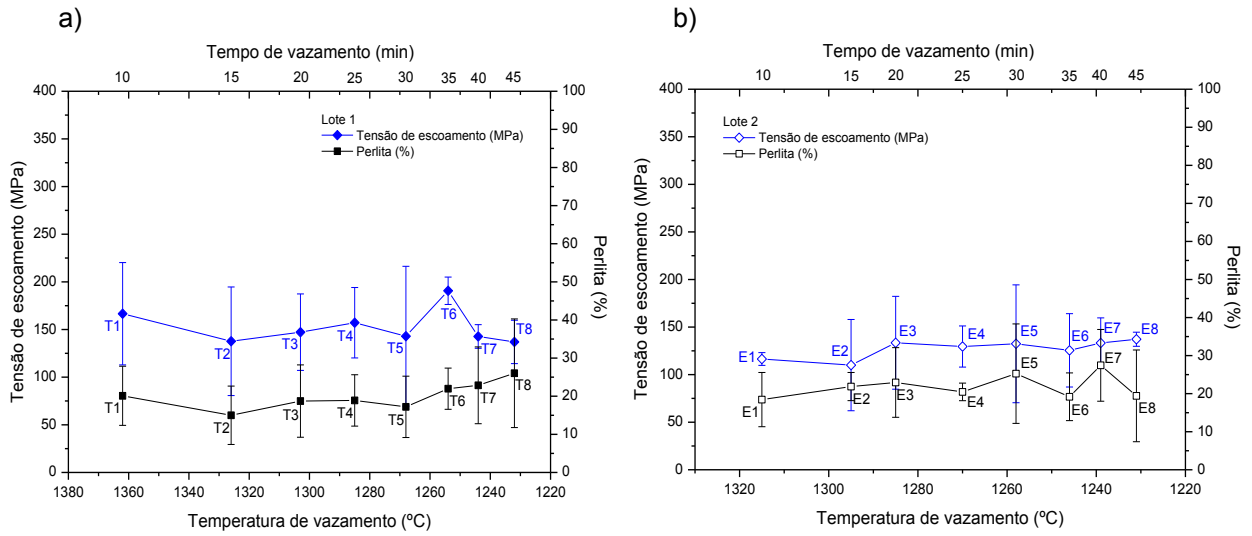 a)
Tempo de vazamento (min)
10 15 20 25 30 35 40 45
400 350 300 250 200 150 100 50 0
Tensão de escoamento (MPa)
Lote 1
Tensão de escoamento (MPa)
Perlita (%)
T1 T2 T3 T4 T5 T6 T7 T8
T1 T2 T3 T4 T5 T6 T7 T8
100 90 80 70 60 50 40 30 20 10 0
Perlita (%)
1380 1360 1340 1320 1300 1280 1260 1240 1220
Temperatura de vazamento (ºC)
b)
Tempo de vazamento (min)
10 15 20 25 30 35 40 45
400 350 300 250 200 150 100 50 0
Tensão de escoamento (MPa)
Lote 2
Tensão de escoamento (MPa)
Perlita (%)
E1 E2 E3 E4 E5 E6 E7 E8
E1 E2 E3 E4 E5 E6 E7 E8
100 90 80 70 60 50 40 30 20 10 0
Perlita (%)
1320 1300 1280 1260 1240 1220
Temperatura de vazamento (ºC)